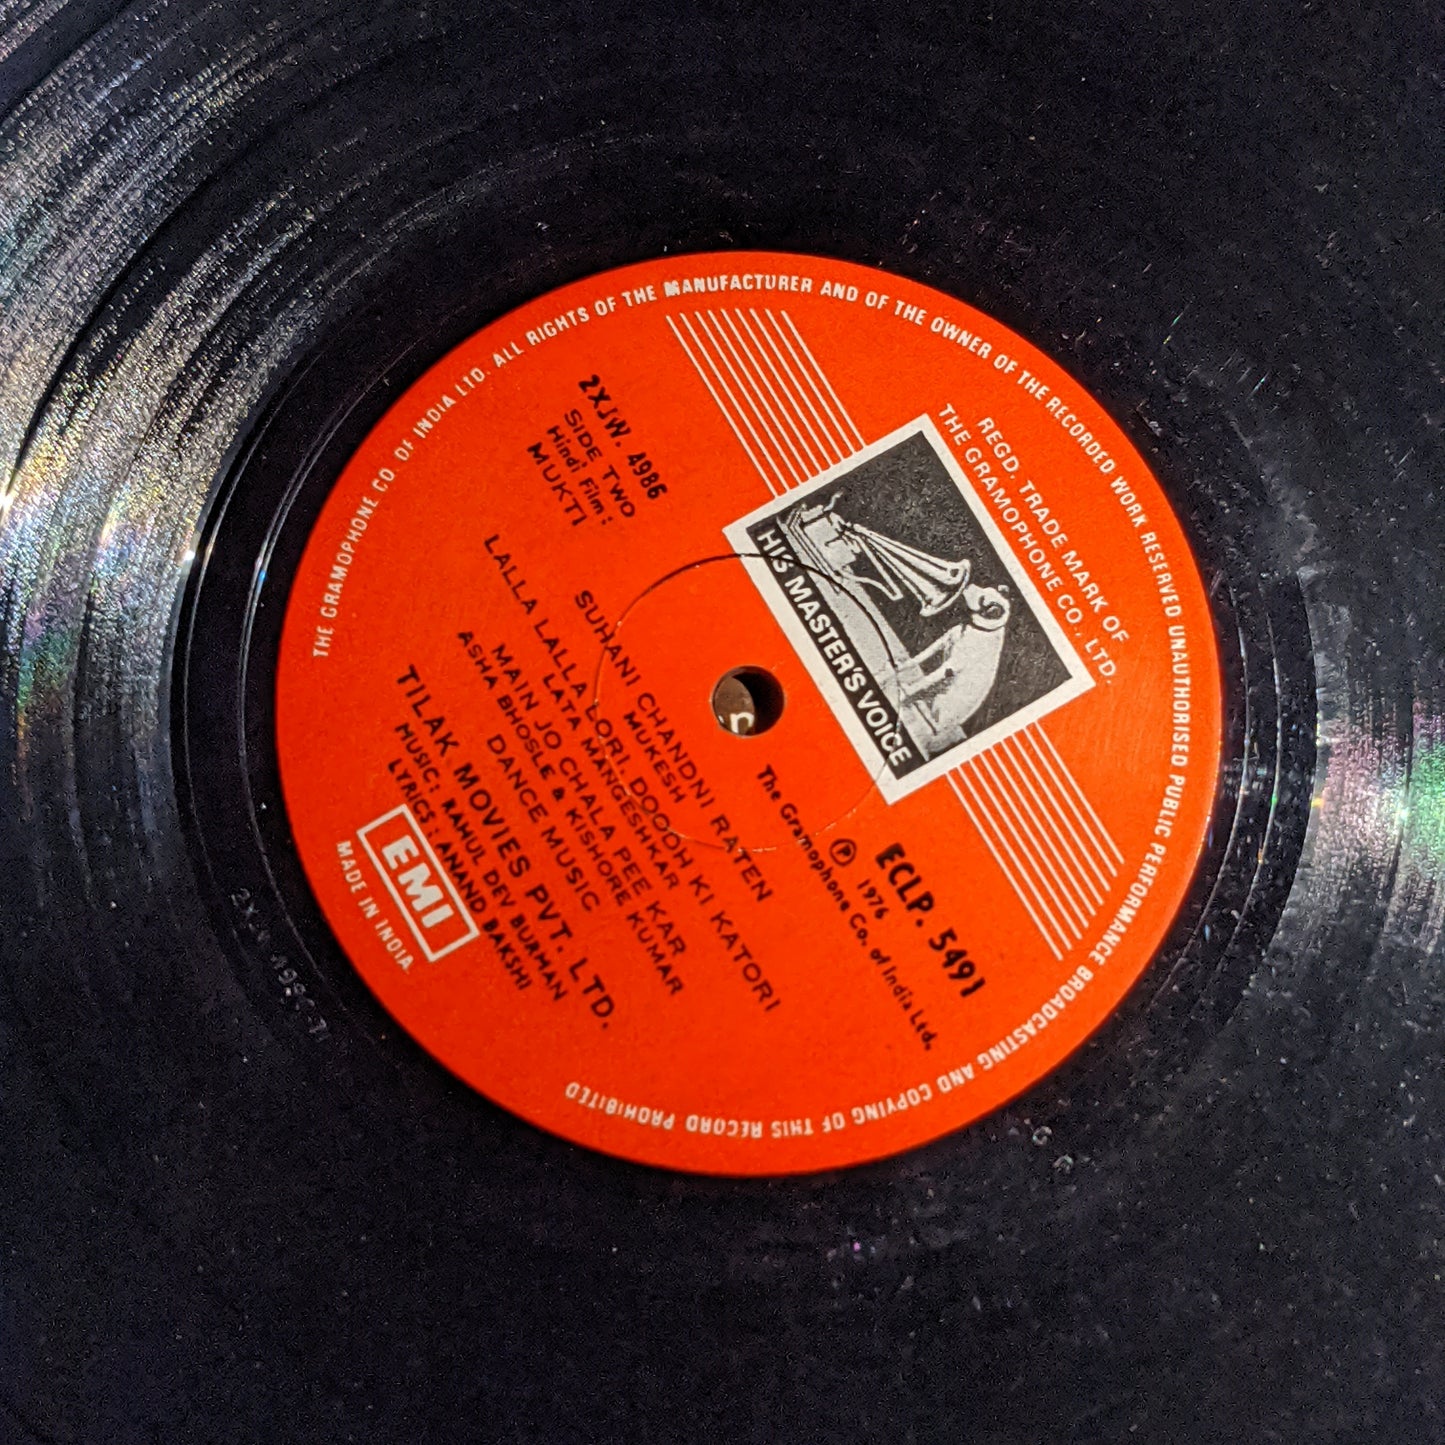 THE GRAMOPHONE CO. OF INDIA LTD. ALL RIGHTS OF THE MANUFACTURER AND OF THE OWNER OF THE RECORDED WORK RESERVED UNAUTHORISED PUBLIC PERFORMANCE BROADCASTING AND COPYING OF THIS RECORD PROHIBITED
REGD. TRADE MARK OF
THE GRAMOPHONE CO., LTD.
HIS MASTER'S VOICE
2XJW. 4986
SIDE TWO
Hindi Film:
MUKTI
ECLP. 5491
Ⓟ 1976
The Gramophone Co. of India Ltd.
SUHANI CHANDNI RATEN
MUKESH
LALLA LALLA LORI. DOODH KI KATORI
LATA MANGESHKAR
MAIN JO CHALA PEE KAR
ASHA BHOSLE & KISHORE KUMAR
DANCE MUSIC
TILAK MOVIES PVT. LTD.
MUSIC: RAHUL DEV BURMAN
LYRICS: ANAND BAKSHI
EMI
MADE IN INDIA.